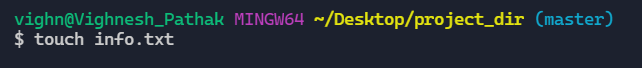 vighn@Vighnesh_Pathak MINGW64 ~/Desktop/project_dir (master)
$ touch info.txt